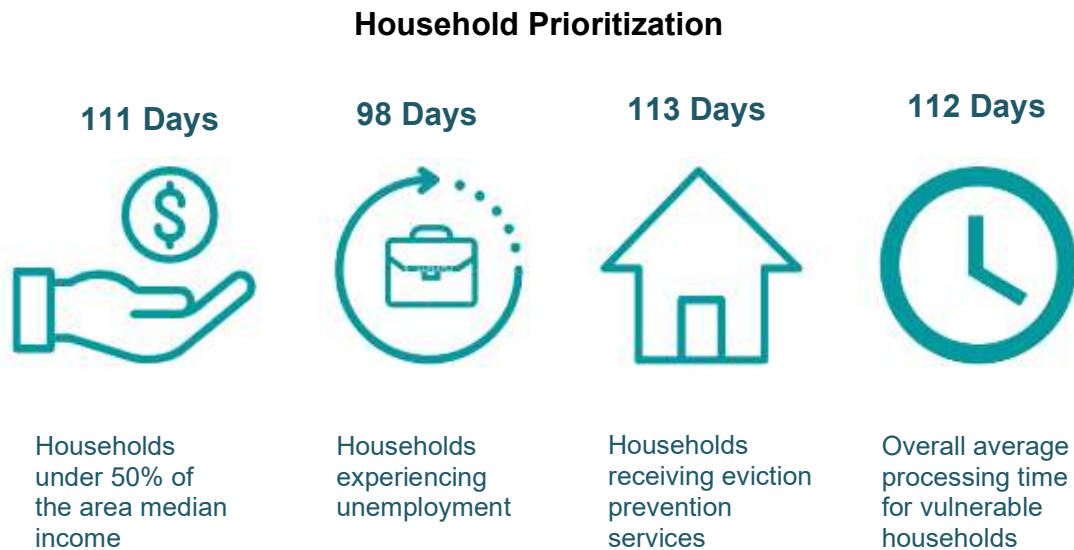 Household Prioritization
111 Days
98 Days
113 Days
112 Days
$
Households
under 50% of
the area median
income
Households
experiencing
unemployment
Households
receiving eviction
prevention
services
Overall average
processing time
for vulnerable
households